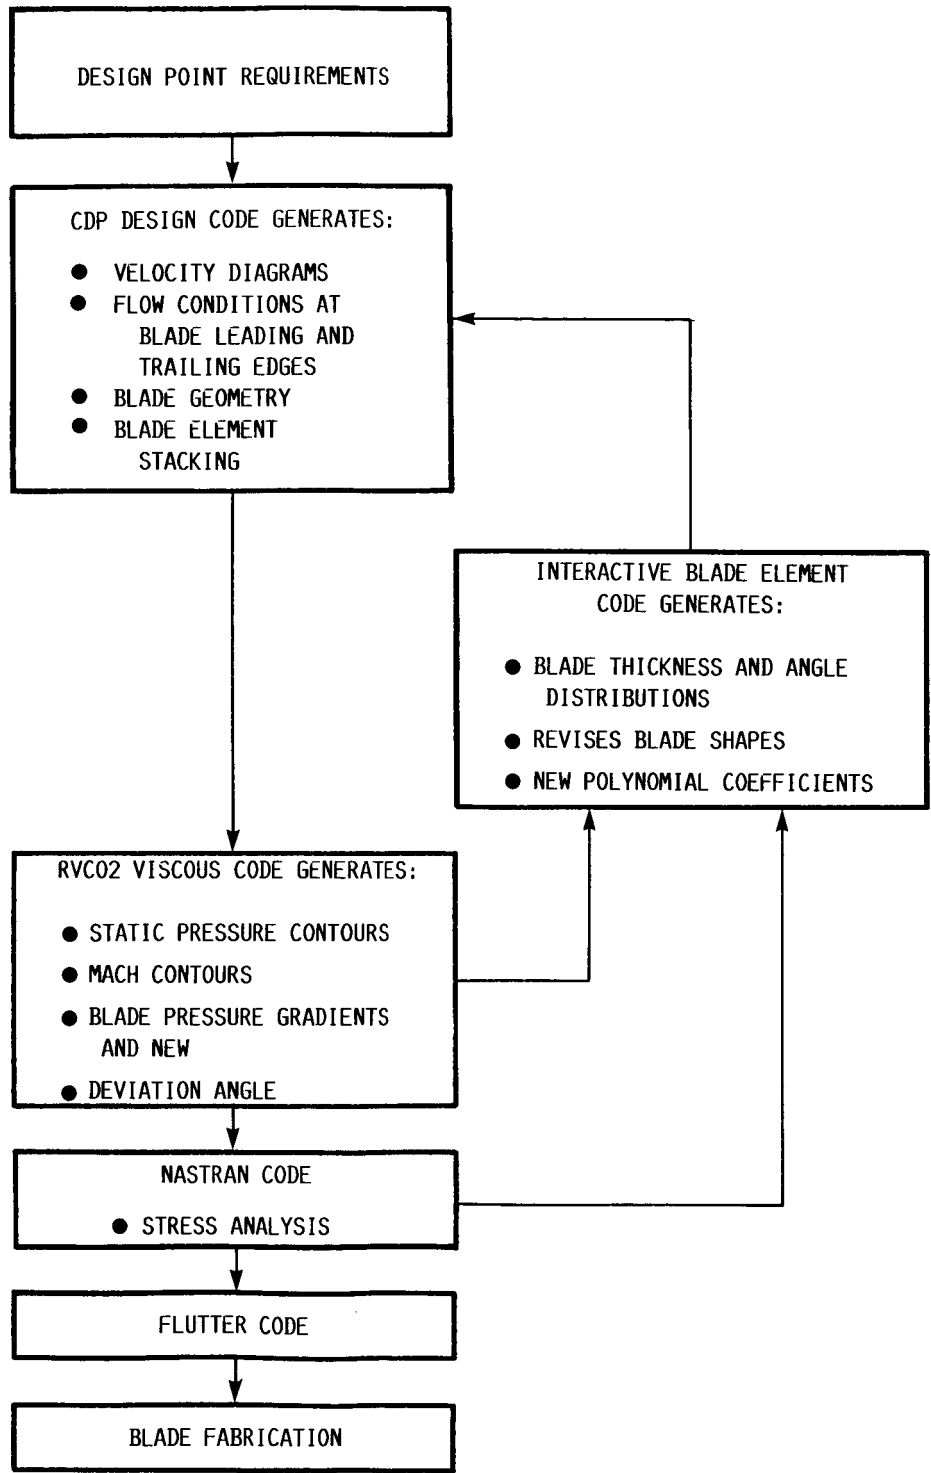 DESIGN POINT REQUIREMENTS
CDP DESIGN CODE GENERATES:
● VELOCITY DIAGRAMS
● FLOW CONDITIONS AT
BLADE LEADING AND
TRAILING EDGES
● BLADE GEOMETRY
● BLADE ELEMENT
STACKING
INTERACTIVE BLADE ELEMENT
CODE GENERATES:
● BLADE THICKNESS AND ANGLE
DISTRIBUTIONS
● REVISES BLADE SHAPES
● NEW POLYNOMIAL COEFFICIENTS
RVCO2 VISCOUS CODE GENERATES:
● STATIC PRESSURE CONTOURS
● MACH CONTOURS
● BLADE PRESSURE GRADIENTS
AND NEW
● DEVIATION ANGLE
NASTRAN CODE
● STRESS ANALYSIS
FLUTTER CODE
BLADE FABRICATION